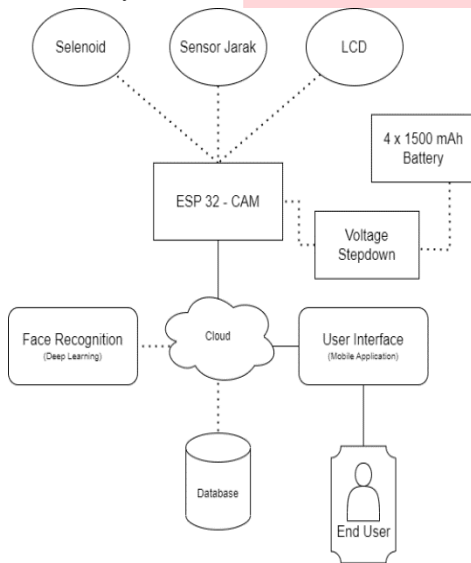 Selenoid
Sensor Jarak
LCD
4 x 1500 mAh
Battery
ESP 32 - CAM
Voltage
Stepdown
Face Recognition
(Deep Learning)
Cloud
User Interface
(Mobile Application)
Database
End User